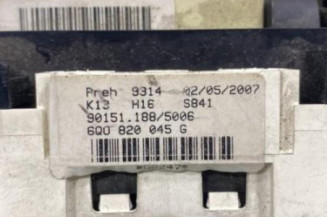 Preh 9314 02/05/2007
K13 H16 S841
90151.188/5006
6Q0 820 045 G